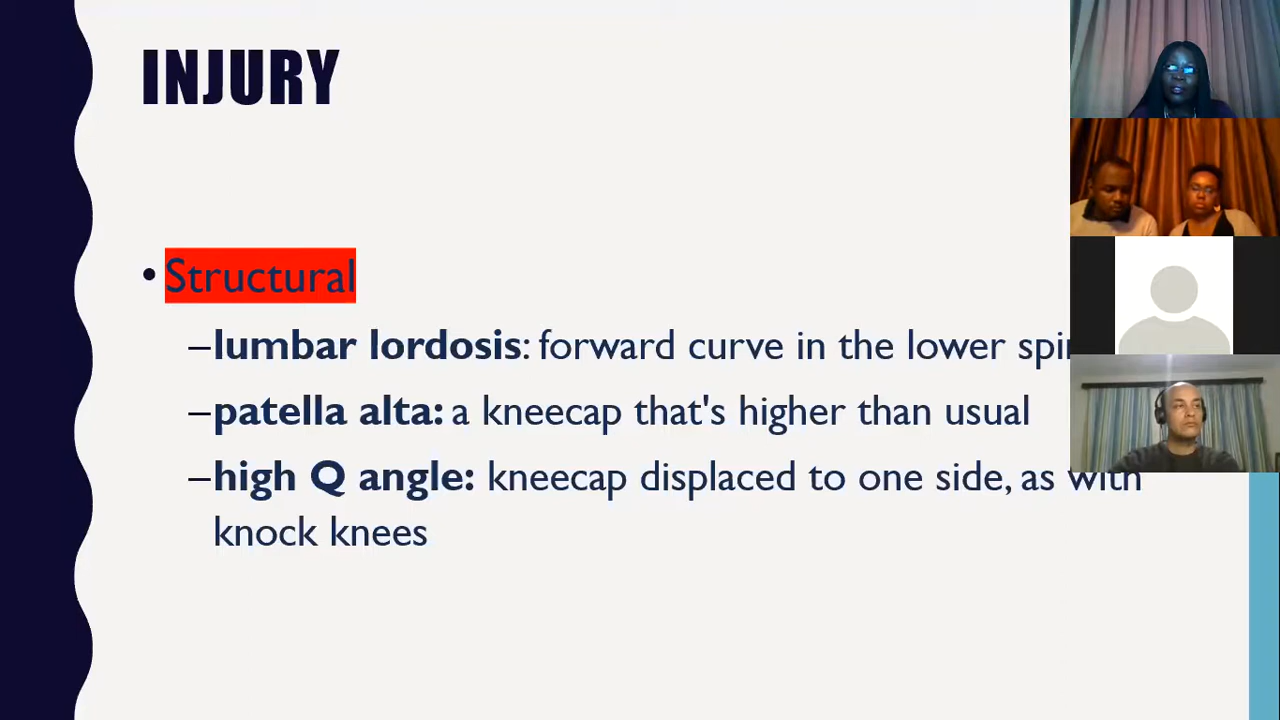 INJURY
• Structural
–lumbar lordosis: forward curve in the lower
–patella alta: a kneecap that's higher than usual
–high Q angle: kneecap displaced to one side, as with
knock knees